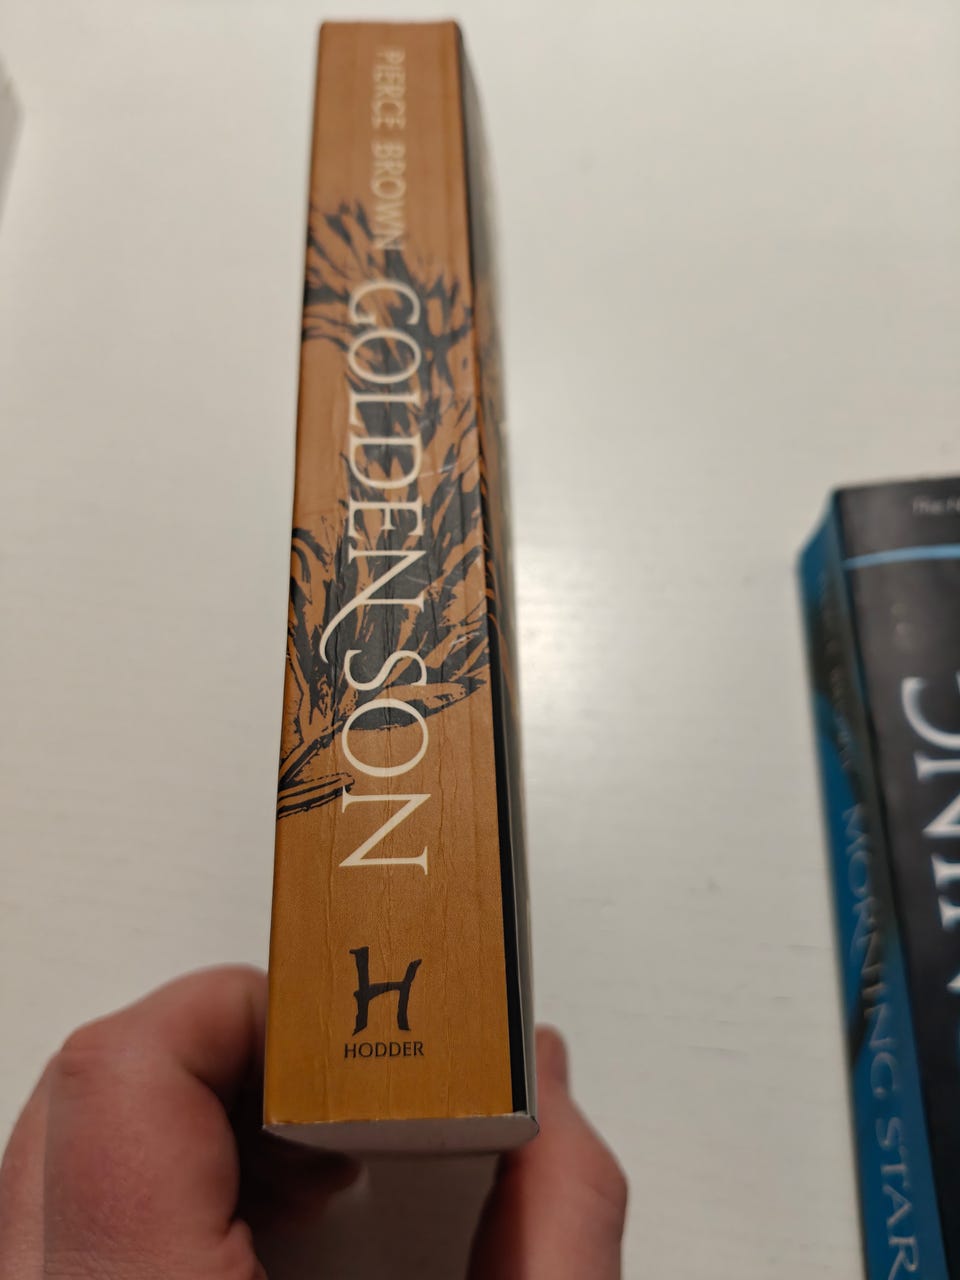 PIERCE BROWN
GOLDEN SON
H
HODDER
MORNING STAR